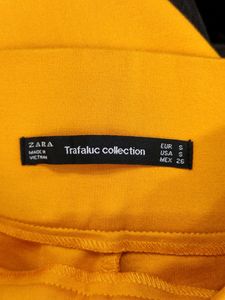 ZARA
MADE IN
VIETNAM
Trafaluc collection
EUR S
USA S
MEX 26